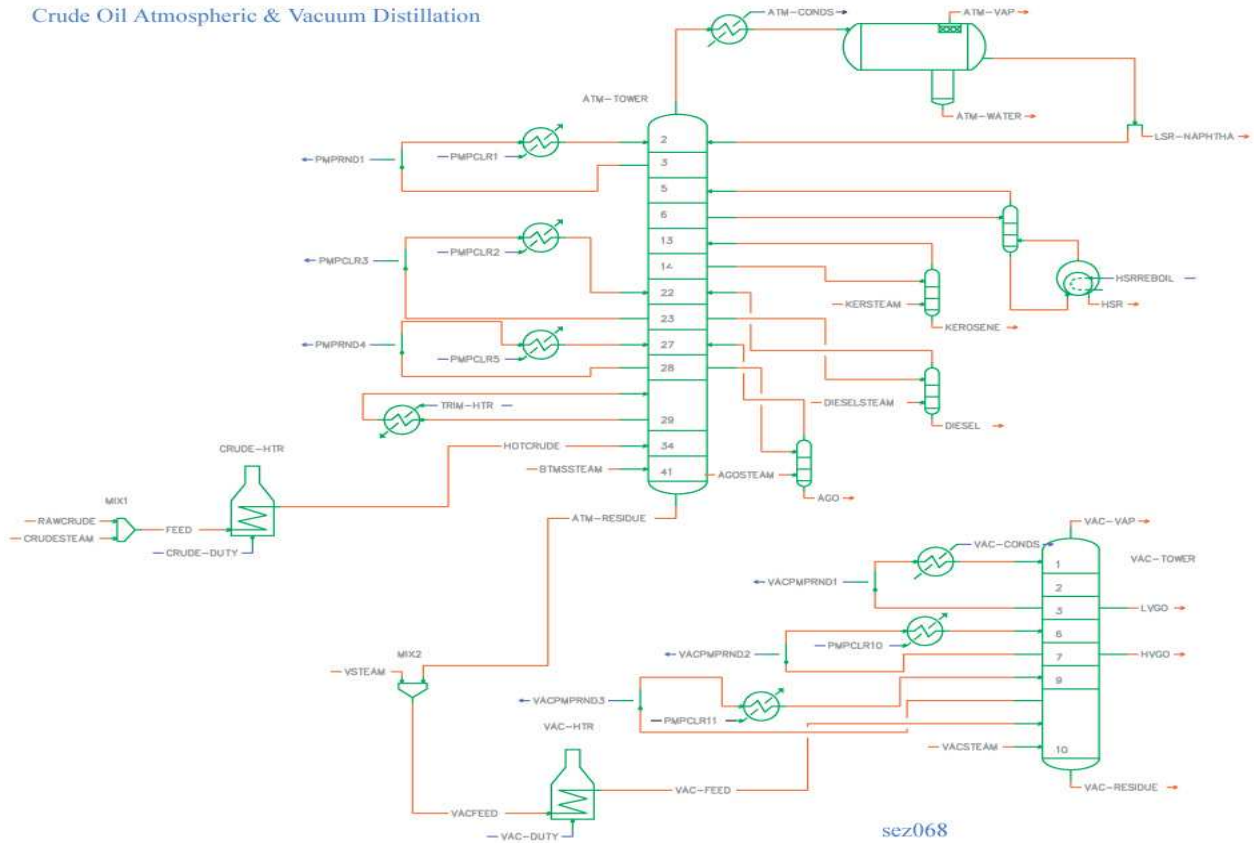 Crude Oil Atmospheric & Vacuum Distillation
ATM-CONDS
ATM-VAP
ATM-TOWER
ATM-WATER
LSR-NAPHTHA
PMPRND1
PMPCLR1
2
3
5
6
13
14
22
23
27
28
29
34
41
PMPCLR3
PMPCLR2
PMPRND4
PMPCLR5
HSRREBOIL
HSR
KERSTEAM
KEROSENE
DIESELSTEAM
DIESEL
TRIM-HTR
CRUDE-HTR
HOTCRUDE
BTMSSTEAM
AGOSTEAM
AGO
MIX1
RAWCRUDE
FEED
CRUDESTEAM
CRUDE-DUTY
ATM-RESIDUE
VAC-VAP
VAC-CONDS
VAC-TOWER
VACPMPRND1
1
2
3
6
7
9
10
LVGO
PMPCLR10
VACPMPRND2
HVGO
MIX2
VSTEAM
VACPMPRND3
PMPCLR11
VAC-HTR
VACSTEAM
VAC-FEED
VAC-RESIDUE
VACFEED
VAC-DUTY
sez068